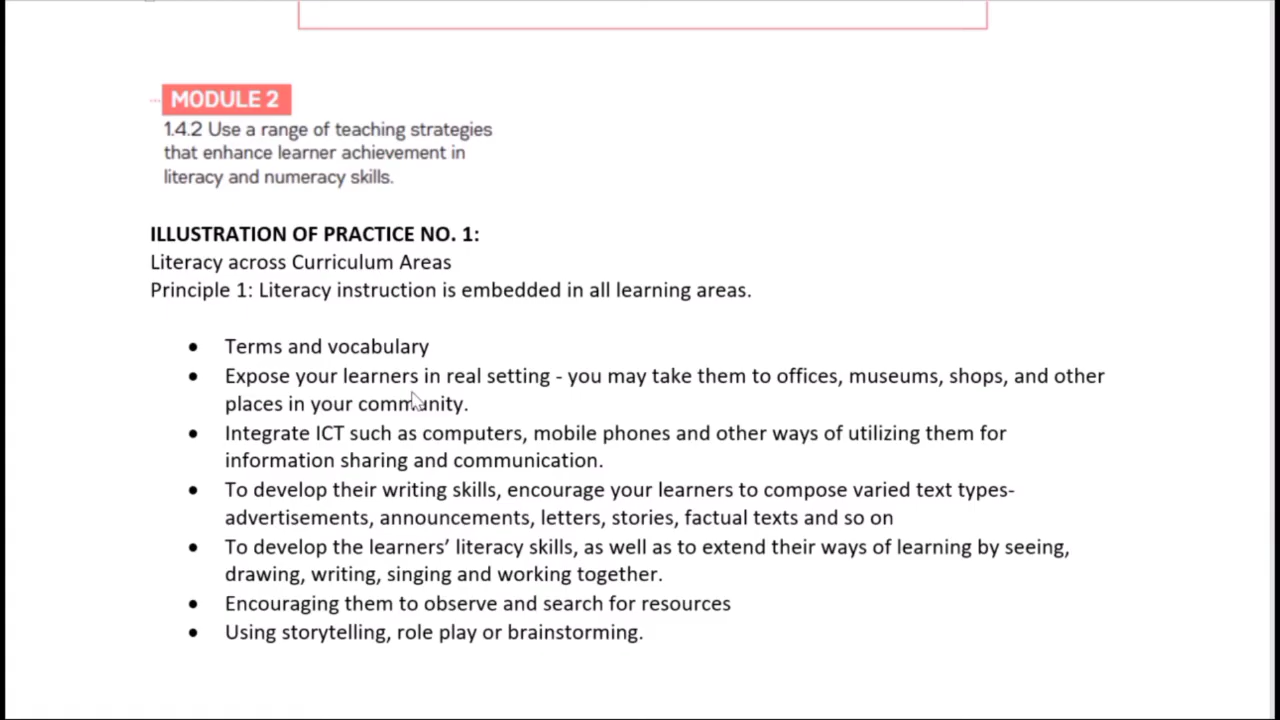 MODULE 2
1.4.2 Use a range of teaching strategies
that enhance learner achievement in
literacy and numeracy skills.
ILLUSTRATION OF PRACTICE NO. 1:
Literacy across Curriculum Areas
Principle 1: Literacy instruction is embedded in all learning areas.
• Terms and vocabulary
• Expose your learners in real setting - you may take them to offices, museums, shops, and other
places in your community.
• Integrate ICT such as computers, mobile phones and other ways of utilizing them for
information sharing and communication.
• To develop their writing skills, encourage your learners to compose varied text types-
advertisements, announcements, letters, stories, factual texts and so on
• To develop the learners’ literacy skills, as well as to extend their ways of learning by seeing,
drawing, writing, singing and working together.
• Encouraging them to observe and search for resources
• Using storytelling, role play or brainstorming.